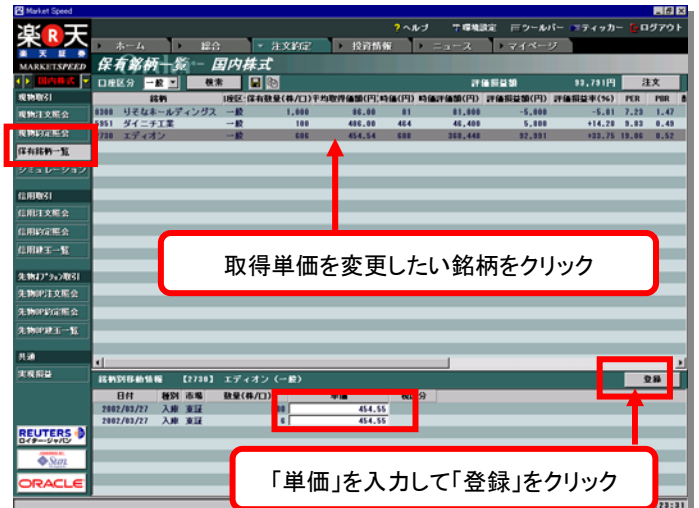 Market Speed
楽R天
楽天証券
MARKETSPEED
?ヘルプ 環境設定 ツールバー ティッカー ログアウト
ホーム 総合 注文約定 投資情報 ニュース マイページ
保有銘柄一覧 ― 国内株式
国内株式
口座区分 一般 検索 評価損益額 93,791円 注文
銘柄 口座区分 保有数量(株/口) 平均取得価額(円) 時価(円) 時価評価額(円) 評価損益額(円) 評価損益率(%) PER PBR
8308 りそなホールディングス 一般 1,000 86.00 81 81,000 -5,000 -5.81 7.23 1.47
6951 ダイニチ工業 一般 100 406.00 464 46,400 5,800 +14.28 9.83 0.49
2730 エディオン 一般 606 454.54 608 368,448 92,991 +33.75 19.06 0.52
現物取引
現物注文照会
現物約定照会
保有銘柄一覧
シミュレーション
信用取引
信用注文照会
信用約定照会
信用建玉一覧
先物オプション取引
先物OP注文照会
先物OP約定照会
先物OP建玉一覧
共通
実現損益
取得単価を変更したい銘柄をクリック
銘柄別移動情報 【2730】 エディオン (一般) 登録
日付 種別 市場 数量(株/口) 単価
2002/03/27 入庫 東証 454.55
2002/03/27 入庫 東証 6 454.55
「単価」を入力して「登録」をクリック
REUTERS
ロイター・ジャパン
Sun
ORACLE
23:31